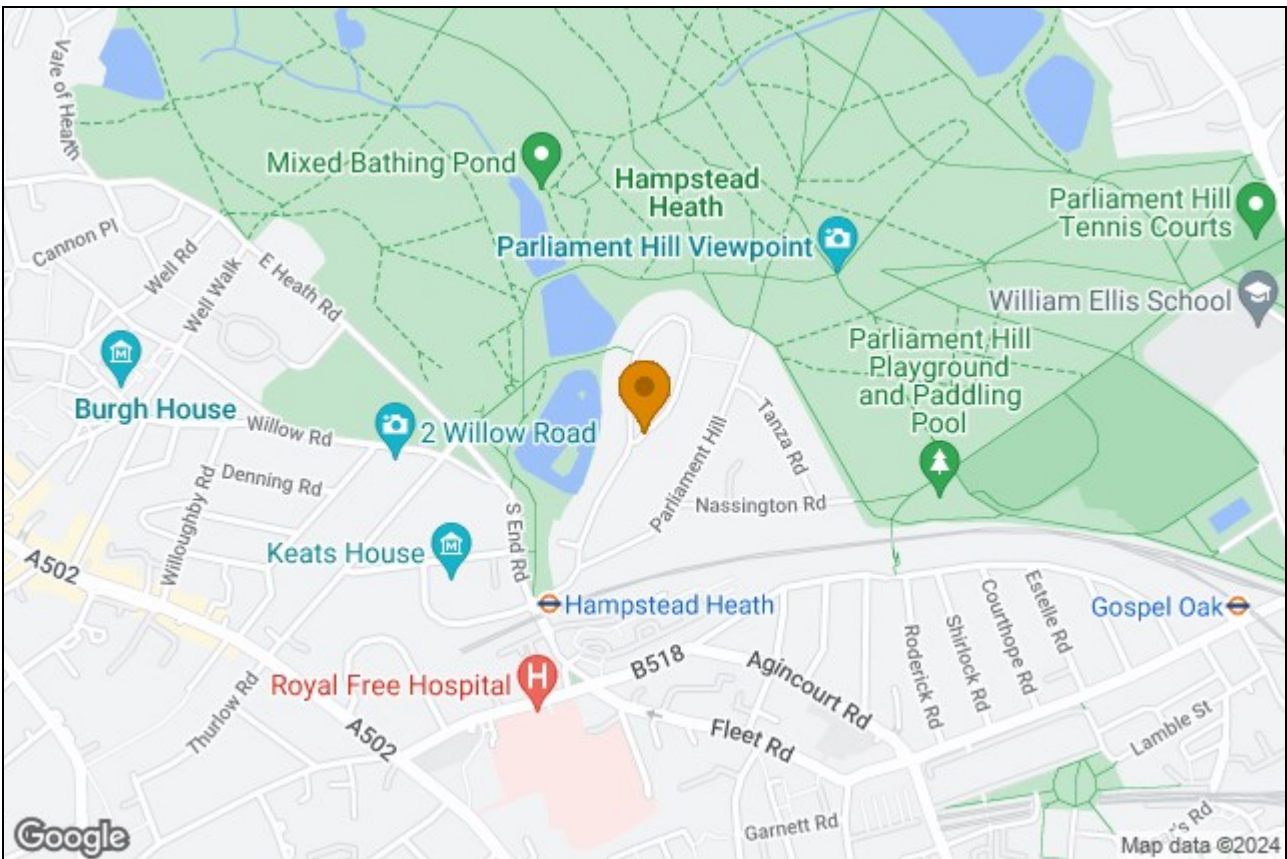 Vale of Health
Mixed Bathing Pond
Hampstead
Heath
Parliament Hill
Tennis Courts
Cannon Pl
Well Rd
Well Walk
E Heath Rd
Parliament Hill Viewpoint
William Ellis School
Parliament Hill
Playground
and Paddling
Pool
Burgh House
Willow Rd
2 Willow Road
Tanza Rd
Denning Rd
Willoughby Rd
Parliament Hill
Nassington Rd
S End Rd
Keats House
A502
Hampstead Heath
Gospel Oak
Estelle Rd
Courthope Rd
Shirlock Rd
Roderick Rd
B518
Agincourt Rd
Royal Free Hospital
Thurlow Rd
A502
Fleet Rd
Lamble St
Garnett Rd
Google
Map data ©2024